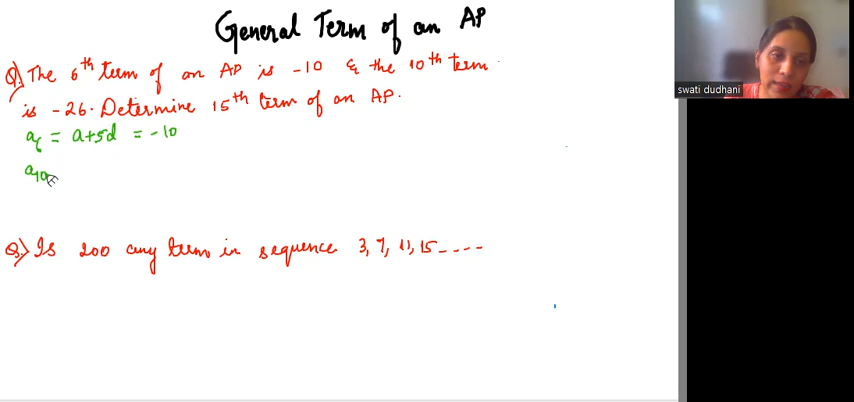 General Term of an AP
Q) The 6th term of an AP is -10 & the 10th term
is -26. Determine 15th term of an AP.
a6 = a+5d = -10
a10
Q) Is 200 any term in sequence 3, 7, 11, 15 ----
swati dudhani